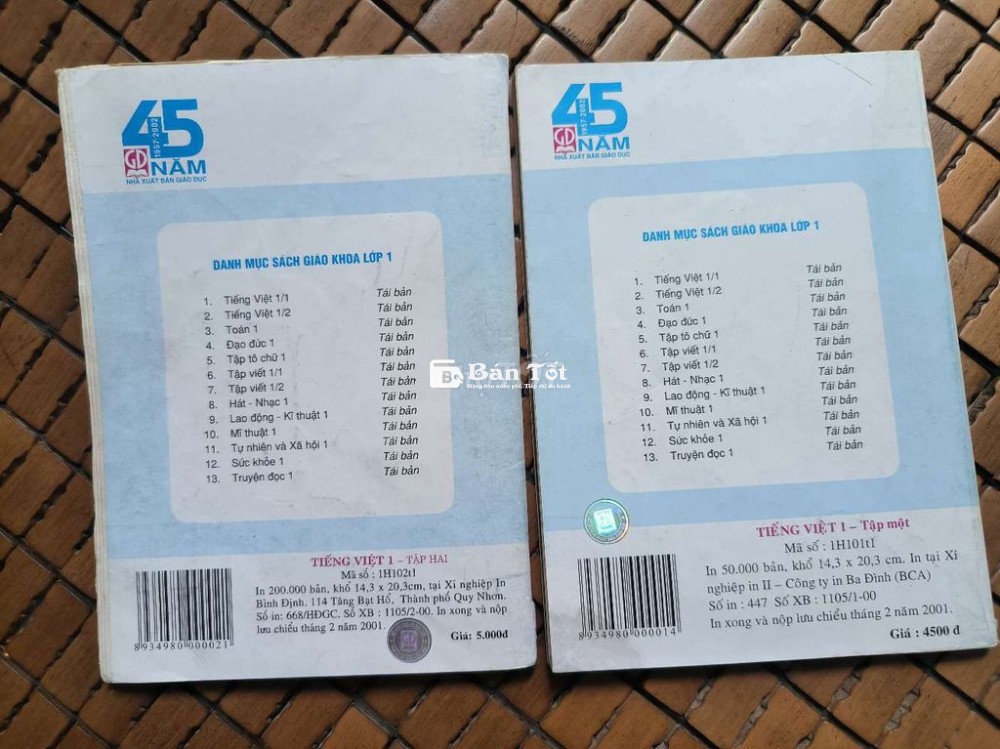 45
1957-2002
GD
NĂM
NHÀ XUẤT BẢN GIÁO DỤC
DANH MỤC SÁCH GIÁO KHOA LỚP 1
1. Tiếng Việt 1/1 Tái bản
2. Tiếng Việt 1/2 Tái bản
3. Toán 1 Tái bản
4. Đạo đức 1 Tái bản
5. Tập tô chữ 1 Tái bản
6. Tập viết 1/1 Tái bản
7. Tập viết 1/2 Tái bản
8. Hát - Nhạc 1 Tái bản
9. Lao động - Kĩ thuật 1 Tái bản
10. Mĩ thuật 1 Tái bản
11. Tự nhiên và Xã hội 1 Tái bản
12. Sức khỏe 1 Tái bản
13. Truyện đọc 1 Tái bản
TIẾNG VIỆT 1 – TẬP HAI
Mã số : 1H102t1
In 200.000 bản, khổ 14,3 x 20,3cm, tại Xí nghiệp In
Bình Định. 114 Tăng Bạt Hổ, Thành phố Quy Nhơn.
Số in: 668/HĐGC. Số XB : 1105/2-00. In xong và nộp
lưu chiểu tháng 2 năm 2001.
Giá: 5.000đ
8 934980 000021
45
1957-2002
GD
NĂM
NHÀ XUẤT BẢN GIÁO DỤC
DANH MỤC SÁCH GIÁO KHOA LỚP 1
1. Tiếng Việt 1/1 Tái bản
2. Tiếng Việt 1/2 Tái bản
3. Toán 1 Tái bản
4. Đạo đức 1 Tái bản
5. Tập tô chữ 1 Tái bản
6. Tập viết 1/1 Tái bản
7. Tập viết 1/2 Tái bản
8. Hát - Nhạc 1 Tái bản
9. Lao động - Kĩ thuật 1 Tái bản
10. Mĩ thuật 1 Tái bản
11. Tự nhiên và Xã hội 1 Tái bản
12. Sức khỏe 1 Tái bản
13. Truyện đọc 1 Tái bản
TIẾNG VIỆT 1 – Tập một
Mã số : 1H101t1
In 50.000 bản, khổ 14,3 x 20,3 cm. In tại Xí
nghiệp in II – Công ty in Ba Đình (BCA)
Số in : 447 Số XB : 1105/1-00
In xong và nộp lưu chiểu tháng 2 năm 2001.
Giá : 4500 đ
8 934980 000014
Bán Tốt